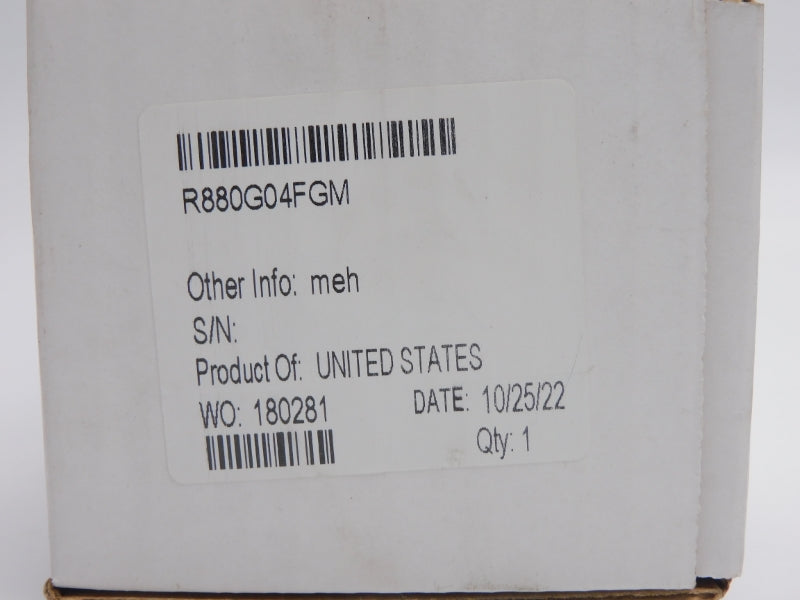 R880G04FGM
Other Info: meh
S/N:
Product Of: UNITED STATES
WO: 180281 DATE: 10/25/22
Qty: 1